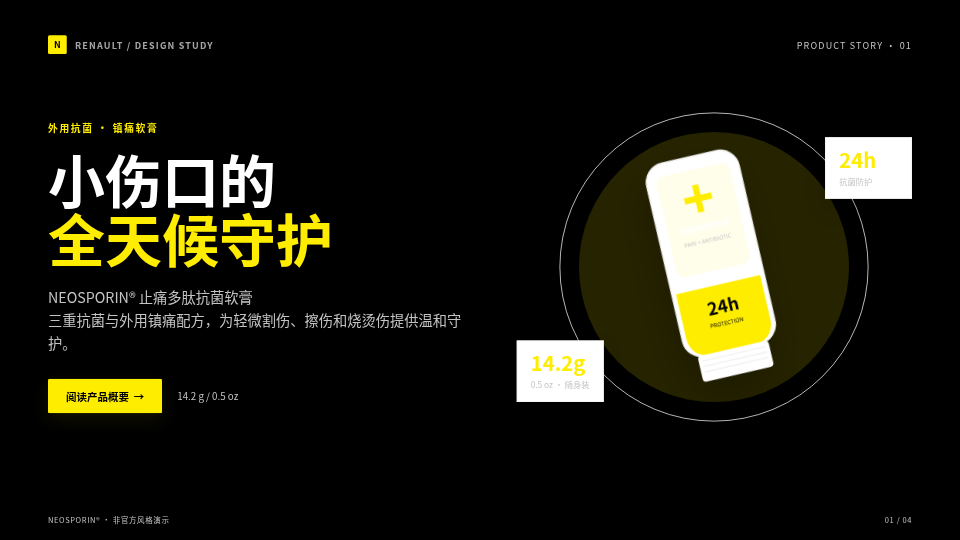 N RENAULT / DESIGN STUDY
PRODUCT STORY · 01
外用抗菌 · 镇痛软膏
小伤口的
全天候守护
NEOSPORIN® 止痛多肽抗菌软膏
三重抗菌与外用镇痛配方，为轻微割伤、擦伤和烧烫伤提供温和守
护。
阅读产品概要 →
14.2 g / 0.5 oz
24h
抗菌防护
PAIN + ANTIBIOTIC
24h
PROTECTION
14.2g
0.5 oz · 随身装
NEOSPORIN® · 非官方风格演示
01 / 04